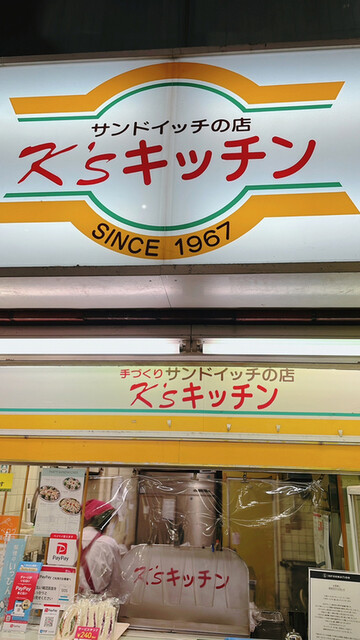 サンドイッチの店
K'sキッチン
SINCE 1967
手づくりサンドイッチの店
K'sキッチン
K'sキッチン
PayPay
PayPay
¥240